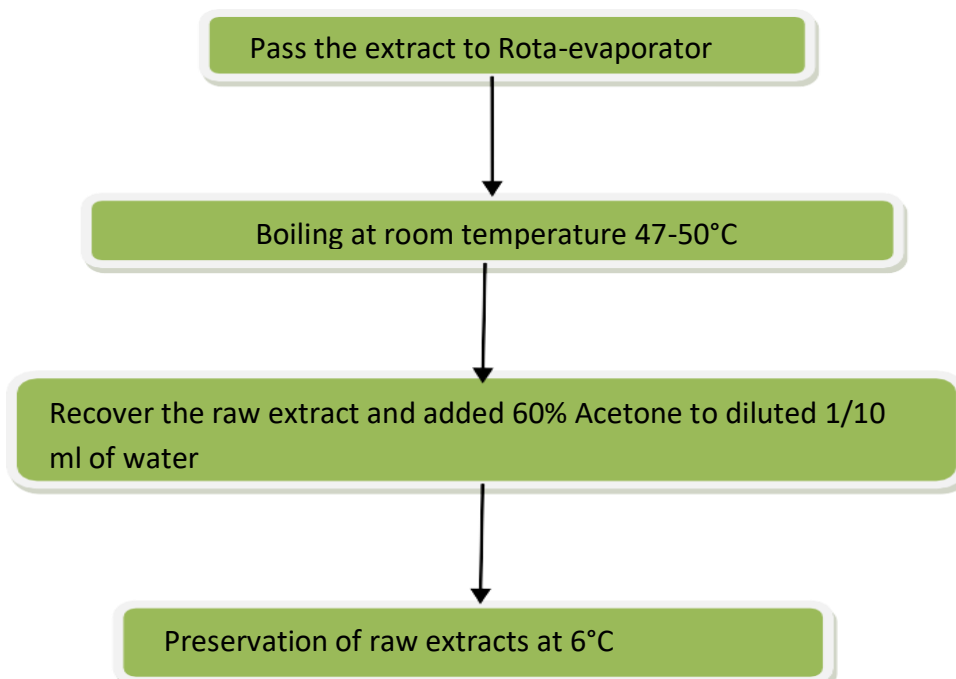 Pass the extract to Rota-evaporator
Boiling at room temperature 47-50°C
Recover the raw extract and added 60% Acetone to diluted 1/10
ml of water
Preservation of raw extracts at 6°C